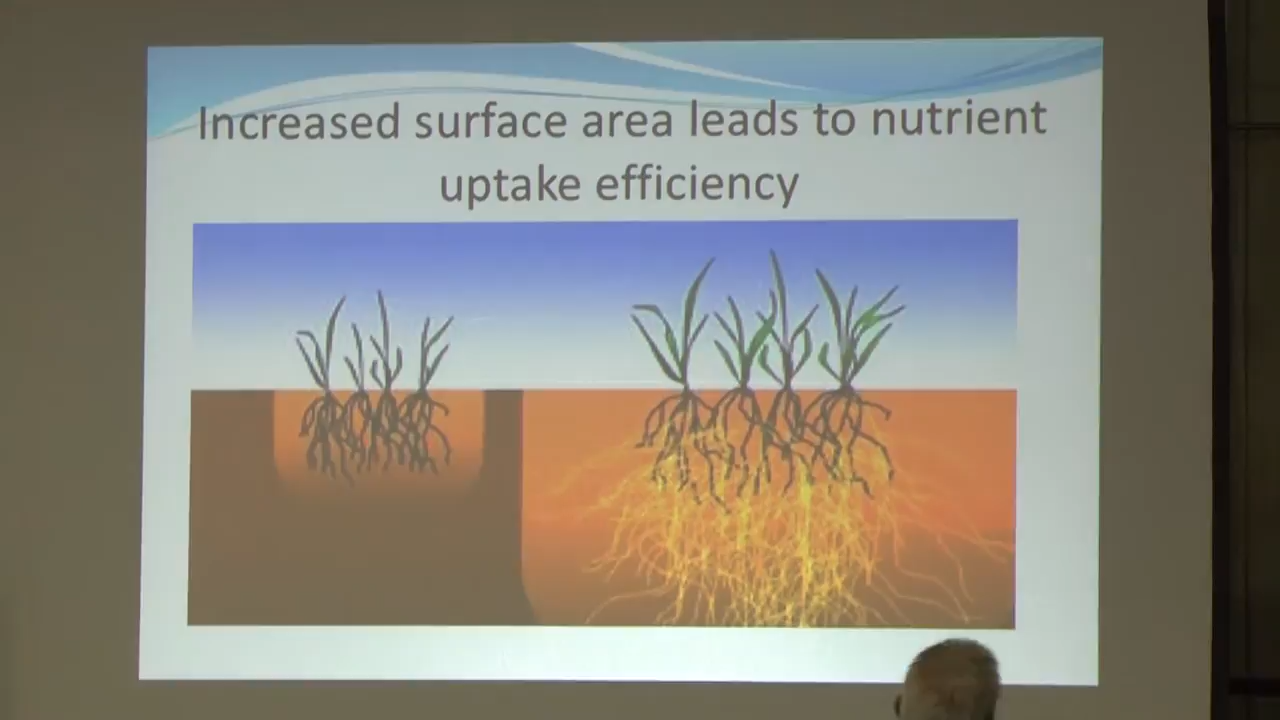 Increased surface area leads to nutrient
uptake efficiency